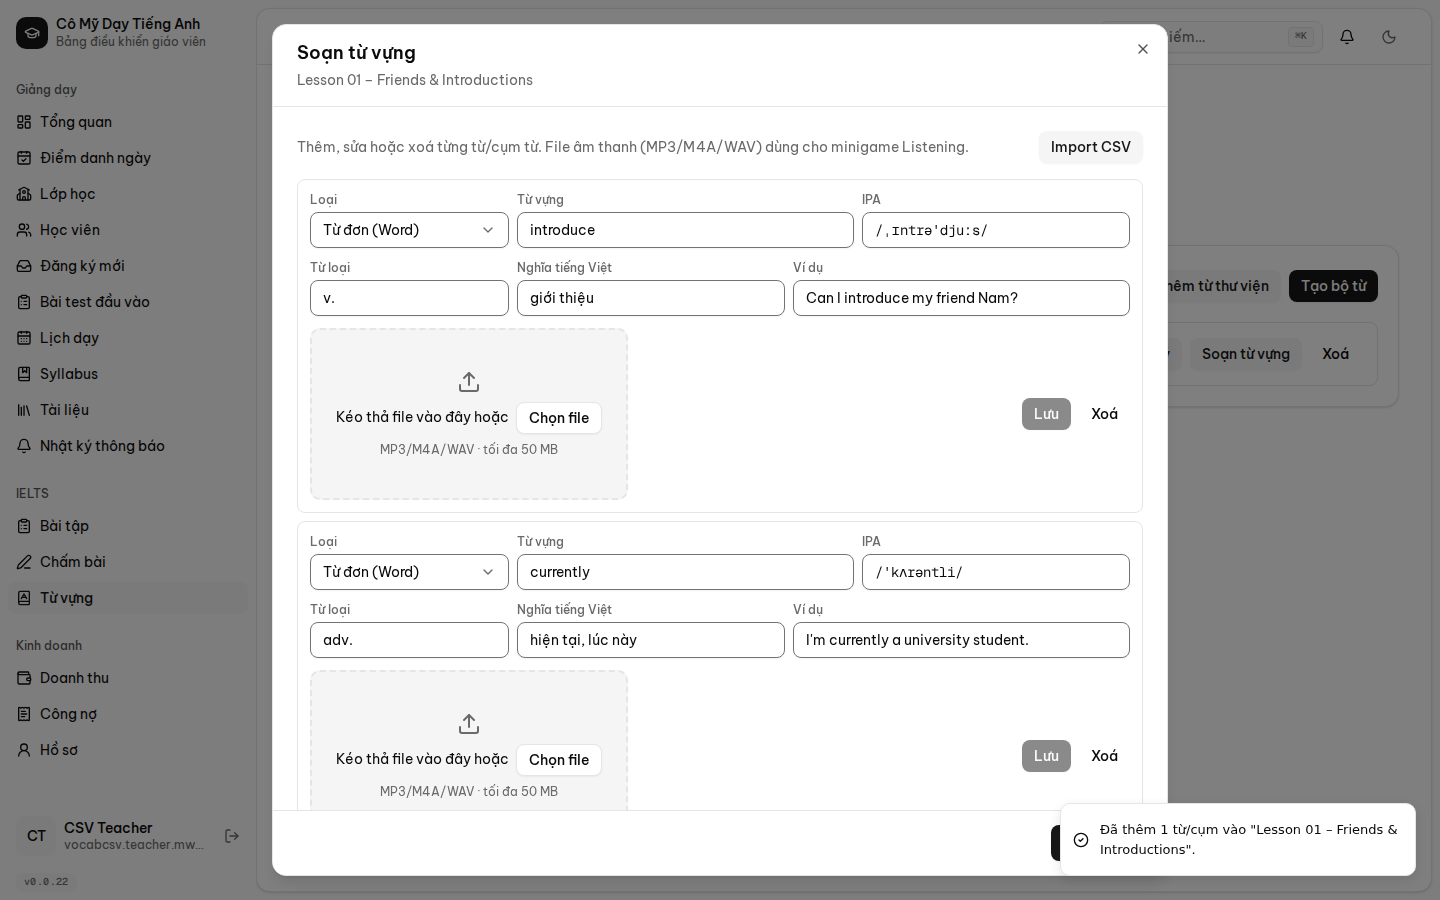 Cô Mỹ Dạy Tiếng Anh
Bảng điều khiển giáo viên
Giảng dạy
Tổng quan
Điểm danh ngày
Lớp học
Học viên
Đăng ký mới
Bài test đầu vào
Lịch dạy
Syllabus
Tài liệu
Nhật ký thông báo
IELTS
Bài tập
Chấm bài
Từ vựng
Kinh doanh
Doanh thu
Công nợ
Hồ sơ
CT
CSV Teacher
vocabcsv.teacher.mw...
v0.0.22
⌘K
từ thư viện
Tạo bộ từ
Soạn từ vựng
Xoá
Soạn từ vựng
Lesson 01 – Friends & Introductions
Thêm, sửa hoặc xoá từng từ/cụm từ. File âm thanh (MP3/M4A/WAV) dùng cho minigame Listening.
Import CSV
Loại
Từ vựng
IPA
Từ đơn (Word)
introduce
/ˌɪntrəˈdjuːs/
Từ loại
Nghĩa tiếng Việt
Ví dụ
v.
giới thiệu
Can I introduce my friend Nam?
Kéo thả file vào đây hoặc
Chọn file
MP3/M4A/WAV · tối đa 50 MB
Lưu
Xoá
Loại
Từ vựng
IPA
Từ đơn (Word)
currently
/ˈkʌrəntli/
Từ loại
Nghĩa tiếng Việt
Ví dụ
adv.
hiện tại, lúc này
I'm currently a university student.
Kéo thả file vào đây hoặc
Chọn file
MP3/M4A/WAV · tối đa 50 MB
Lưu
Xoá
Đã thêm 1 từ/cụm vào "Lesson 01 – Friends &
Introductions".